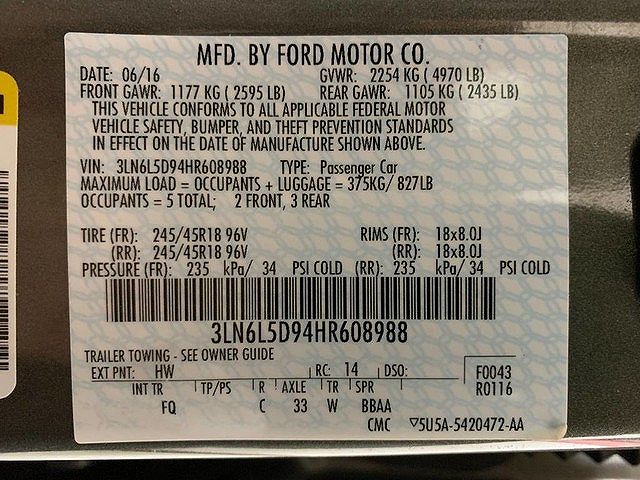 MFD. BY FORD MOTOR CO.
DATE: 06/16 GVWR: 2254 KG ( 4970 LB)
FRONT GAWR: 1177 KG ( 2595 LB) REAR GAWR: 1105 KG ( 2435 LB)
THIS VEHICLE CONFORMS TO ALL APPLICABLE FEDERAL MOTOR
VEHICLE SAFETY, BUMPER, AND THEFT PREVENTION STANDARDS
IN EFFECT ON THE DATE OF MANUFACTURE SHOWN ABOVE.
VIN: 3LN6L5D94HR608988 TYPE: Passenger Car
MAXIMUM LOAD = OCCUPANTS + LUGGAGE = 375KG/ 827LB
OCCUPANTS = 5 TOTAL; 2 FRONT, 3 REAR
TIRE (FR): 245/45R18 96V RIMS (FR): 18x8.0J
(RR): 245/45R18 96V (RR): 18x8.0J
PRESSURE (FR): 235 kPa/ 34 PSI COLD (RR): 235 kPa/ 34 PSI COLD
3LN6L5D94HR608988
TRAILER TOWING - SEE OWNER GUIDE
EXT PNT: HW RC: 14 DSO: F0043
R0116
INT TR TP/PS R AXLE TR SPR
FQ C 33 W BBAA
CMC ▽5U5A-5420472-AA